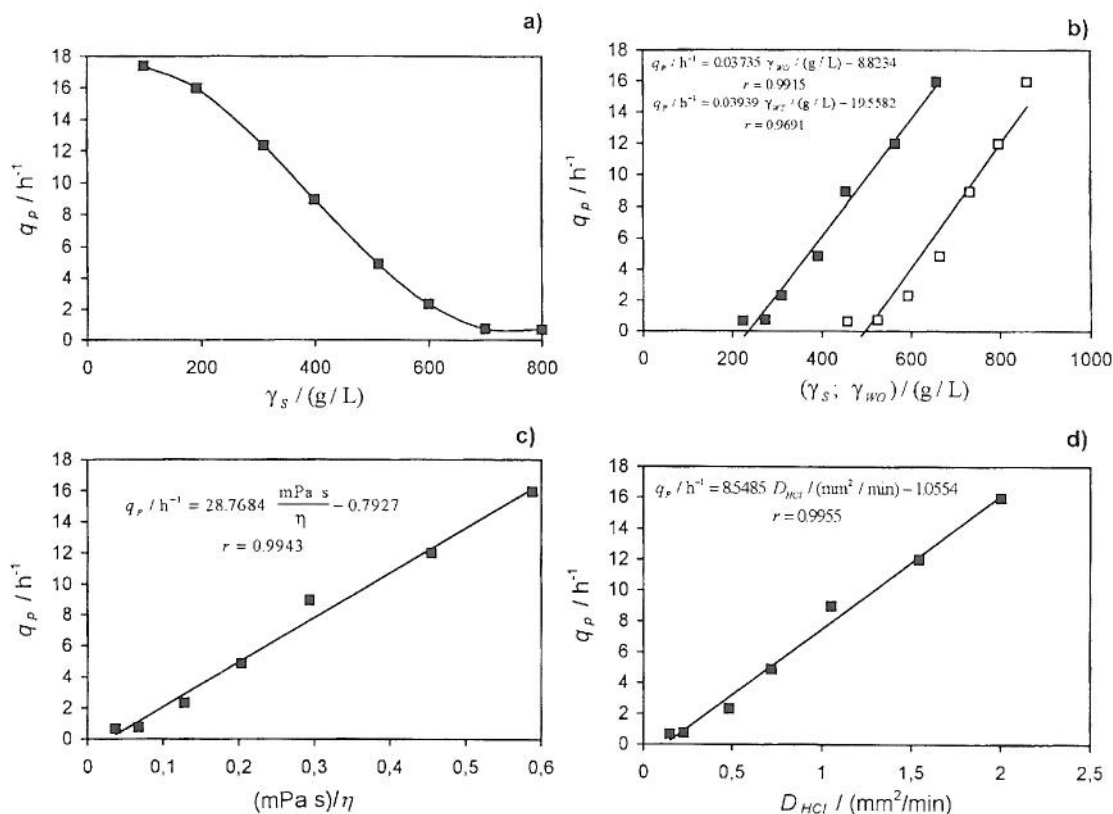 a)
18
16
14
12
10
8
6
4
2
0
q_p / h⁻¹
0 200 400 600 800
γ_S / (g / L)
b)
18
16
14
12
10
8
6
4
2
0
q_p / h⁻¹
q_p / h⁻¹ = 0.03735 γ_WO / (g / L) – 8.8234
r = 0.9915
q_p / h⁻¹ = 0.03939 γ_WT / (g / L) – 19.5582
r = 0.9691
0 200 400 600 800 1000
(γ_S ; γ_WO) / (g / L)
c)
18
16
14
12
10
8
6
4
2
0
q_p / h⁻¹
q_p / h⁻¹ = 28.7684 mPa s / η – 0.7927
r = 0.9943
0 0,1 0,2 0,3 0,4 0,5 0,6
(mPa s)/η
d)
18
16
14
12
10
8
6
4
2
0
q_p / h⁻¹
q_p / h⁻¹ = 8.5485 D_HCl / (mm² / min) – 1.0554
r = 0.9955
0 0,5 1 1,5 2 2,5
D_HCl / (mm²/min)